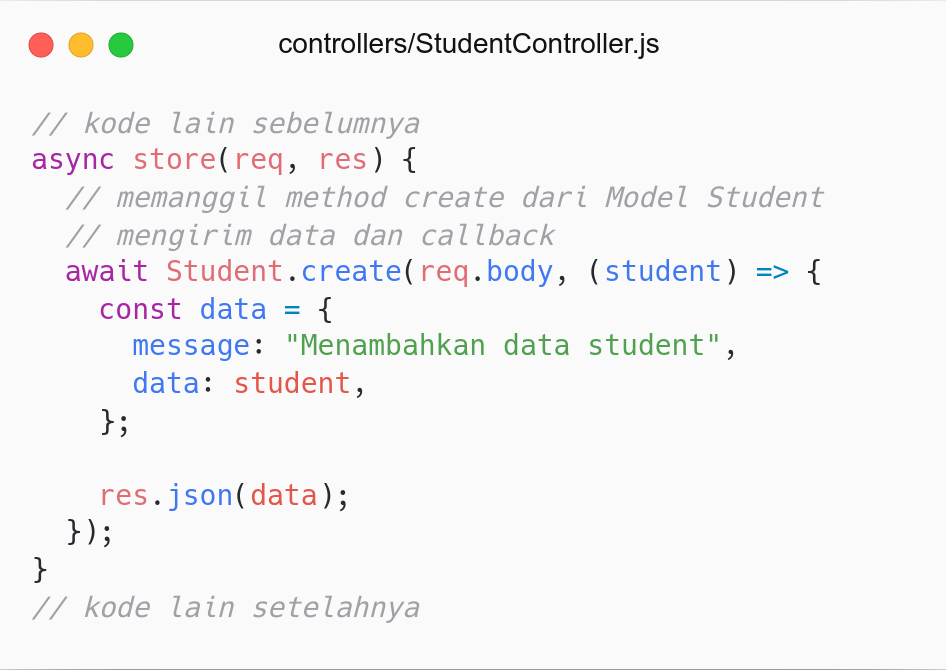 controllers/StudentController.js
// kode lain sebelumnya
async store(req, res) {
  // memanggil method create dari Model Student
  // mengirim data dan callback
  await Student.create(req.body, (student) => {
    const data = {
      message: "Menambahkan data student",
      data: student,
    };

    res.json(data);
  });
}
// kode lain setelahnya